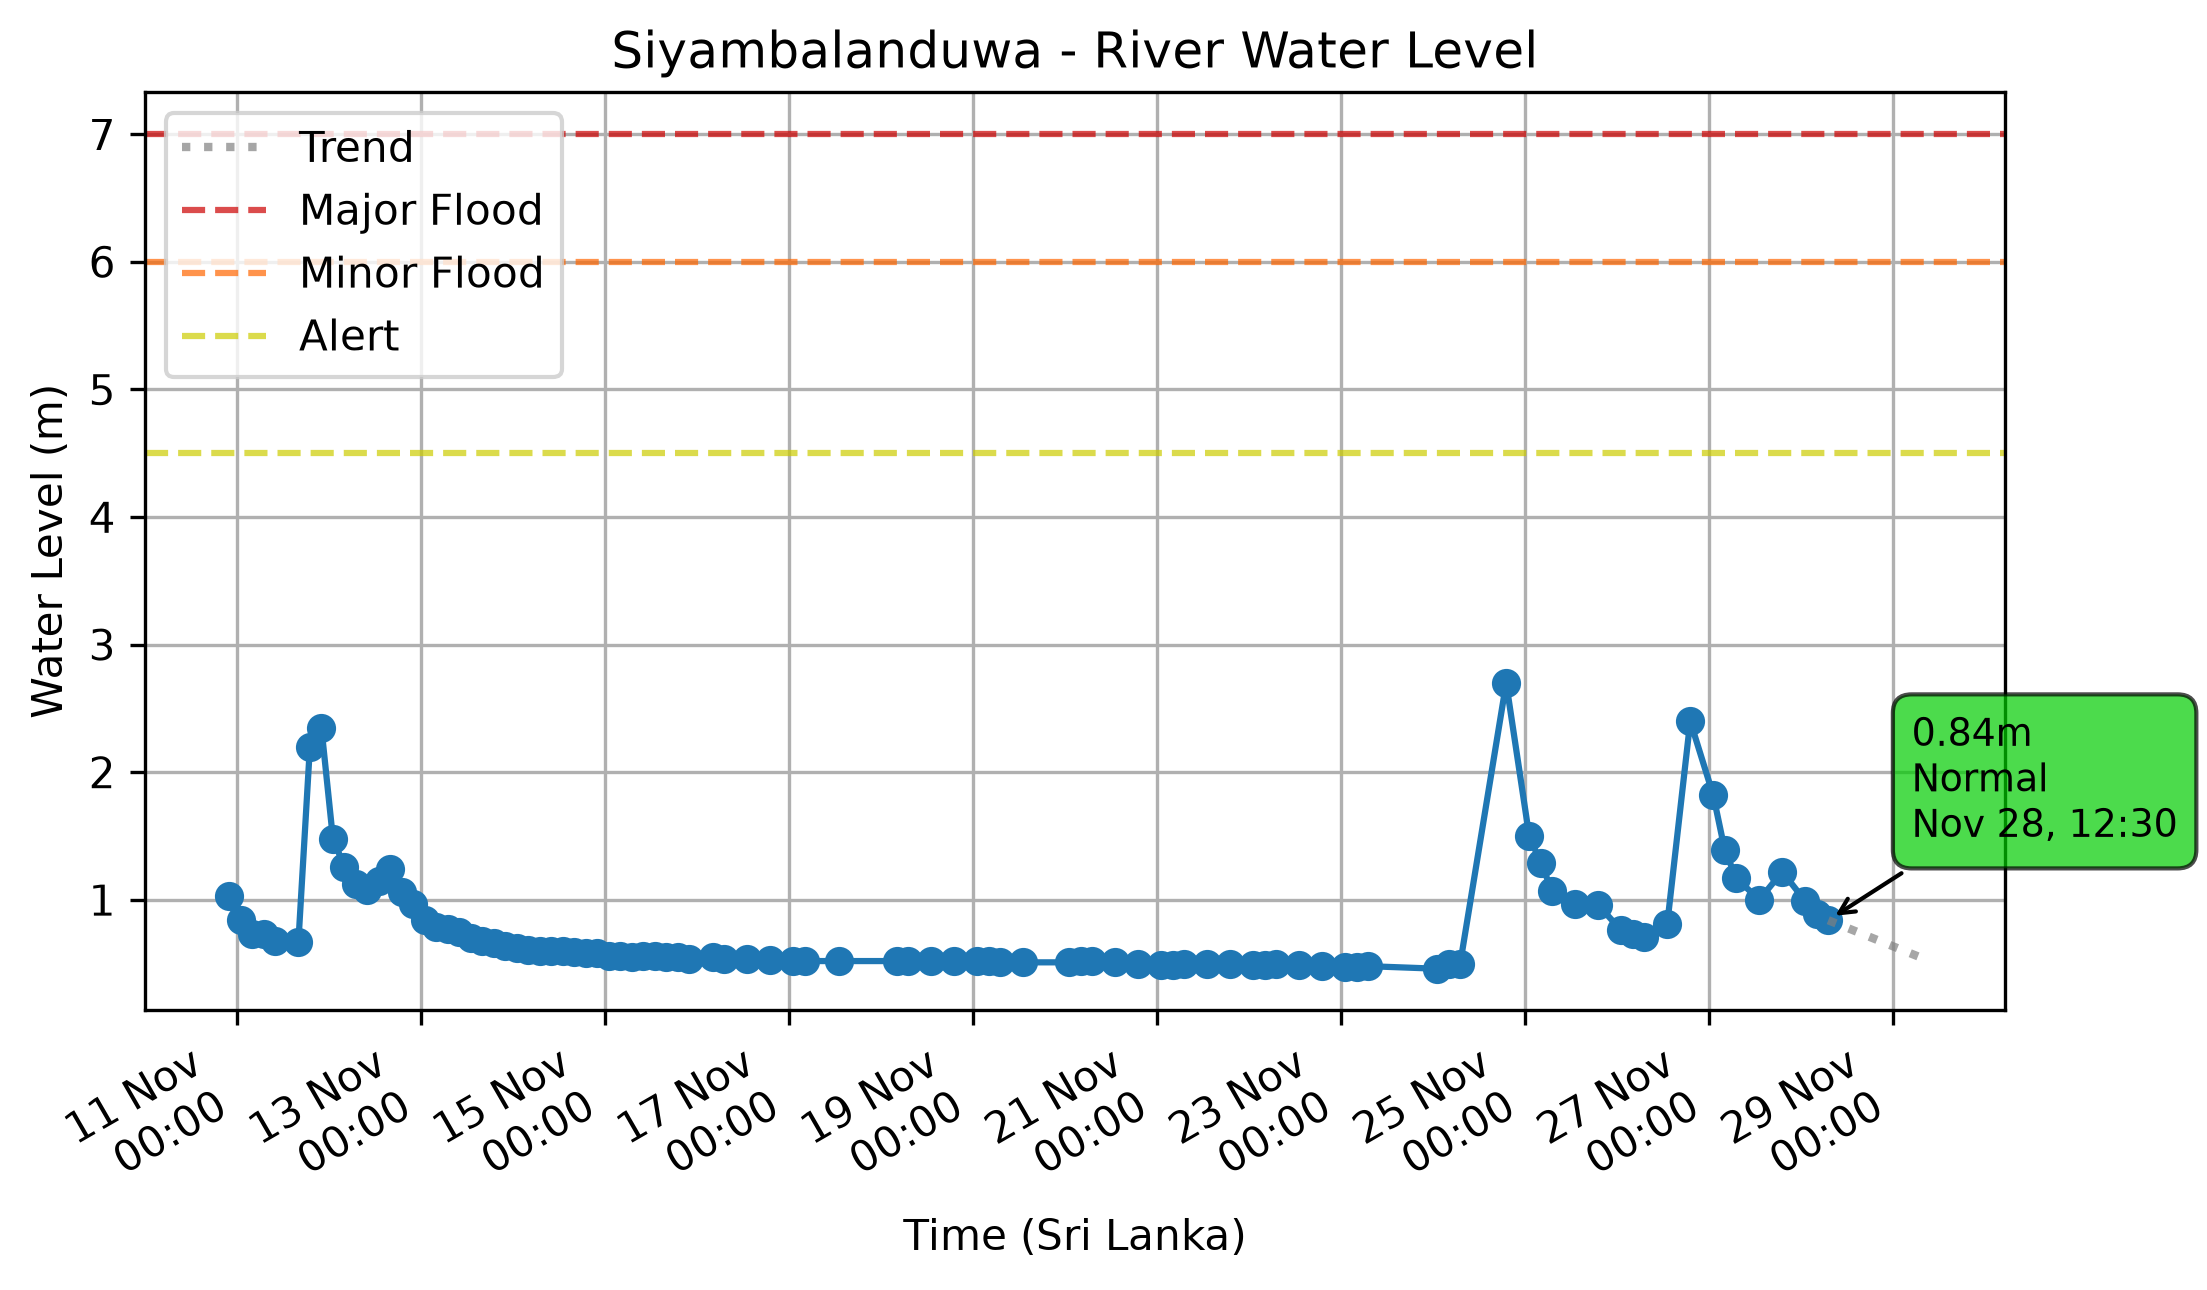 Siyambalanduwa - River Water Level
Trend
Major Flood
Minor Flood
Alert
Water Level (m)
7
6
5
4
3
2
1
0.84m
Normal
Nov 28, 12:30
11 Nov
00:00
13 Nov
00:00
15 Nov
00:00
17 Nov
00:00
19 Nov
00:00
21 Nov
00:00
23 Nov
00:00
25 Nov
00:00
27 Nov
00:00
29 Nov
00:00
Time (Sri Lanka)